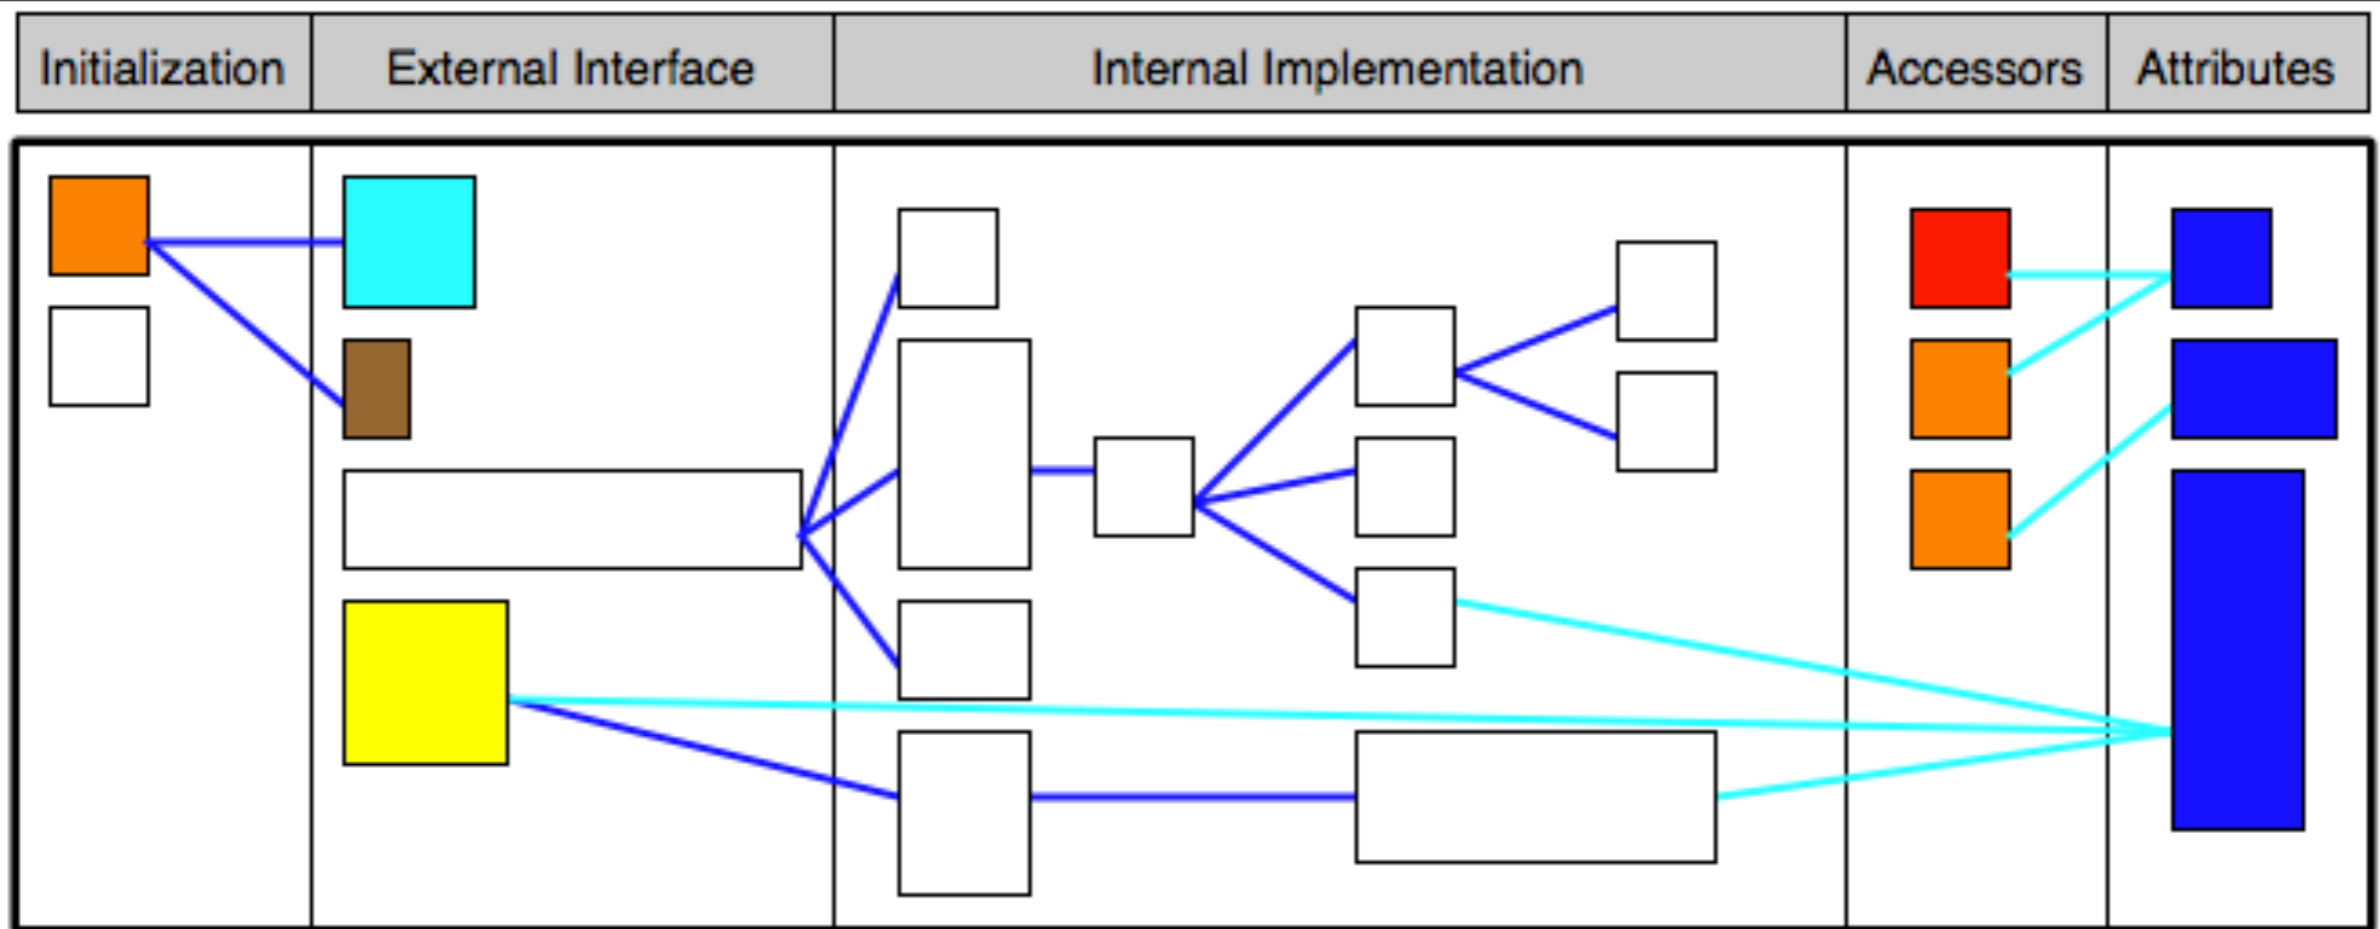 Initialization
External Interface
Internal Implementation
Accessors
Attributes